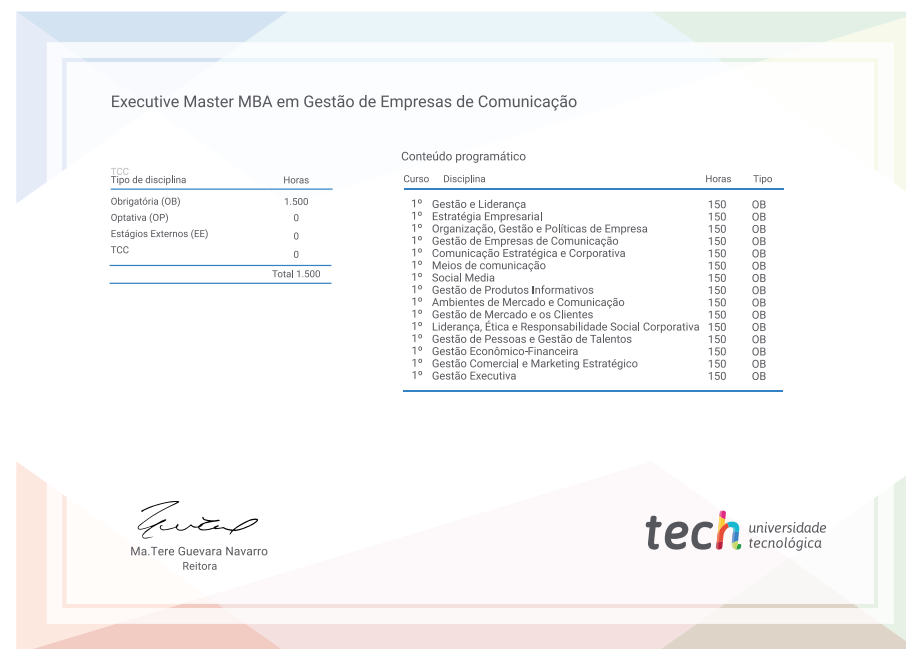 Executive Master MBA em Gestão de Empresas de Comunicação
TCC
Tipo de disciplina Horas
Obrigatória (OB) 1.500
Optativa (OP) 0
Estágios Externos (EE) 0
TCC 0
Total 1.500
Conteúdo programático
Curso Disciplina Horas Tipo
1º Gestão e Liderança 150 OB
1º Estratégia Empresarial 150 OB
1º Organização, Gestão e Políticas de Empresa 150 OB
1º Gestão de Empresas de Comunicação 150 OB
1º Comunicação Estratégica e Corporativa 150 OB
1º Meios de comunicação 150 OB
1º Social Media 150 OB
1º Gestão de Produtos Informativos 150 OB
1º Ambientes de Mercado e Comunicação 150 OB
1º Gestão de Mercado e os Clientes 150 OB
1º Liderança, Ética e Responsabilidade Social Corporativa 150 OB
1º Gestão de Pessoas e Gestão de Talentos 150 OB
1º Gestão Econômico-Financeira 150 OB
1º Gestão Comercial e Marketing Estratégico 150 OB
1º Gestão Executiva 150 OB
Ma.Tere Guevara Navarro
Reitora
tech universidade
tecnológica